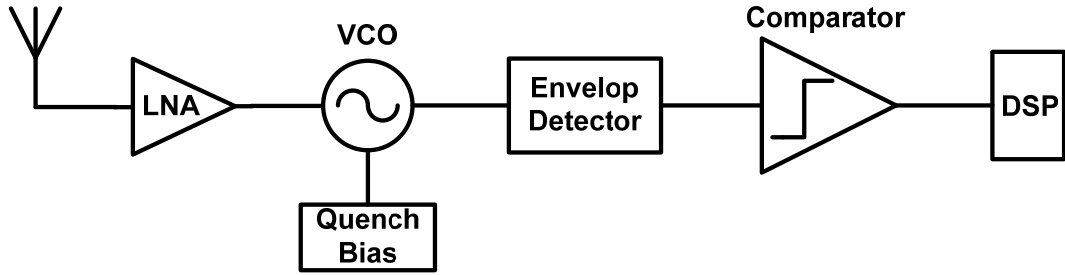 Comparator
VCO
LNA
Envelop
Detector
DSP
Quench
Bias